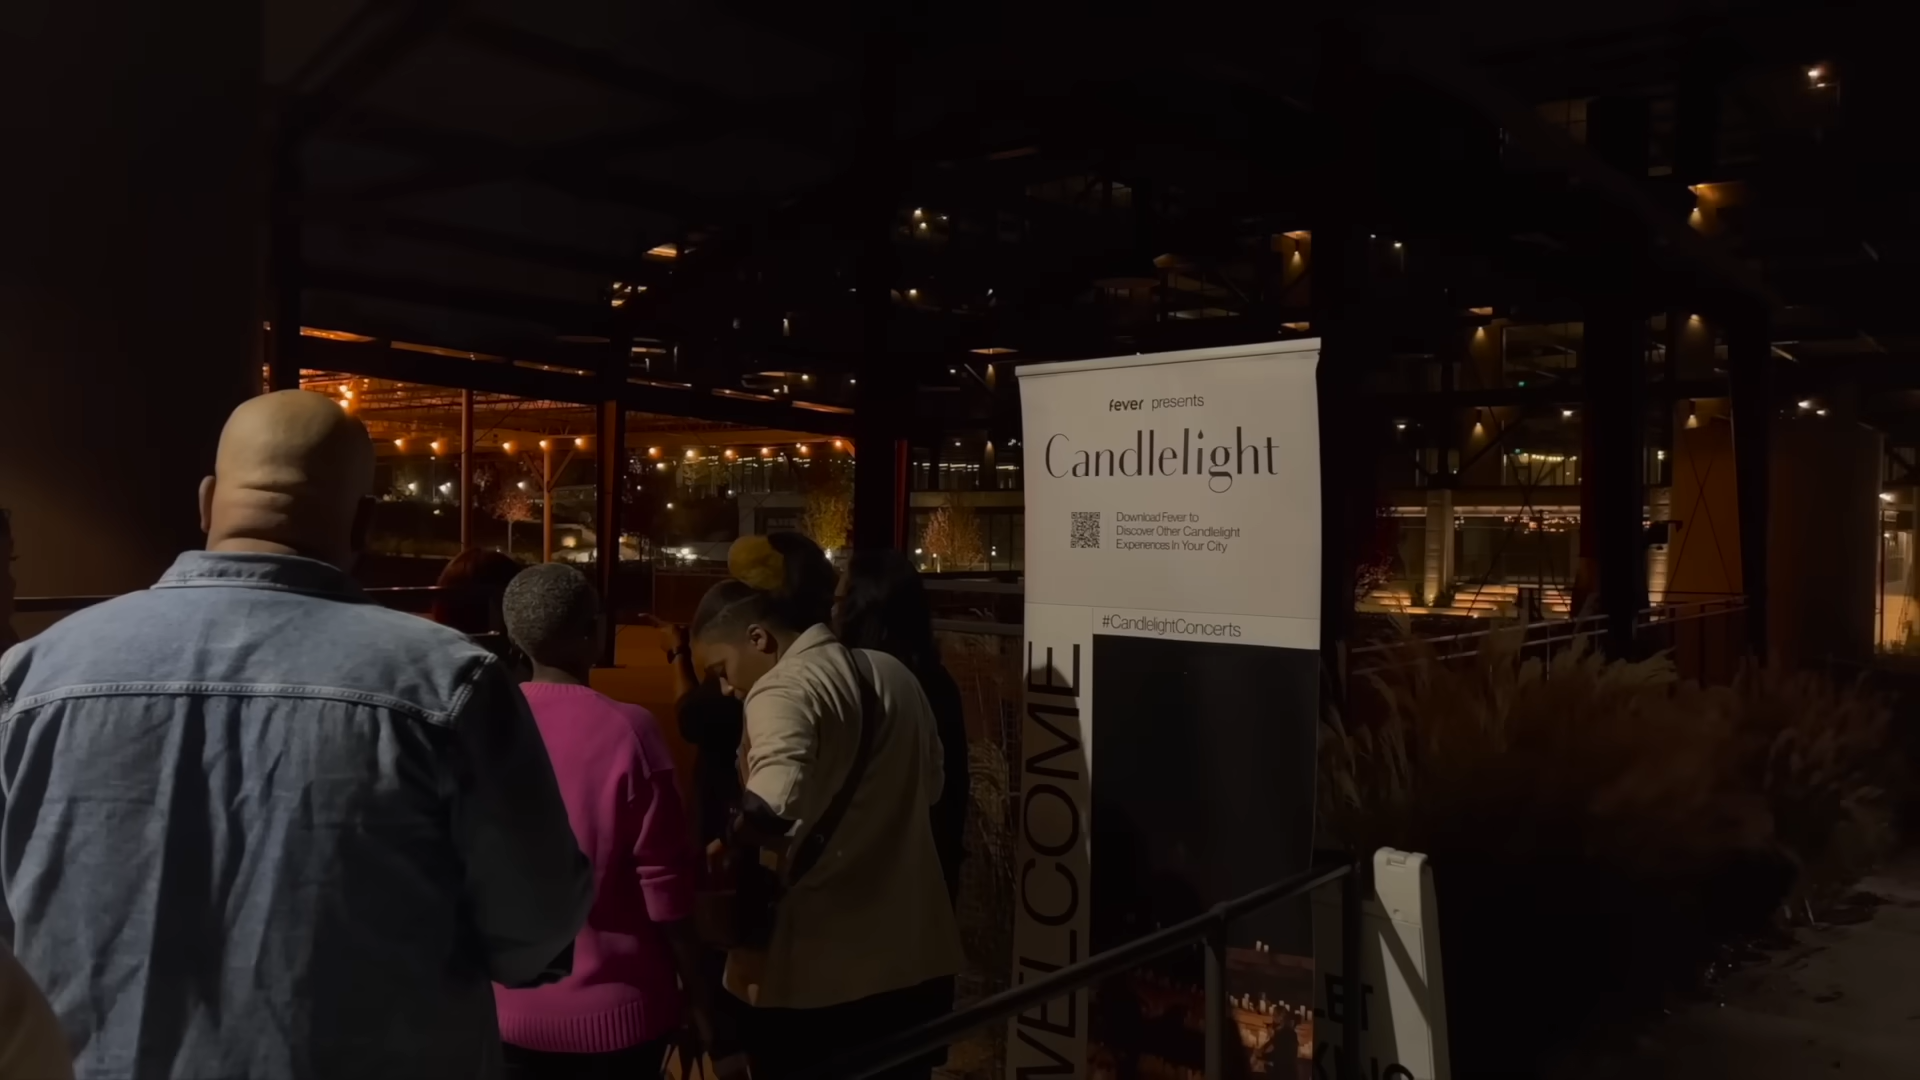 fever presents
Candlelight
Download Fever to
Discover Other Candlelight
Experiences In Your City
#CandlelightConcerts
WELCOME